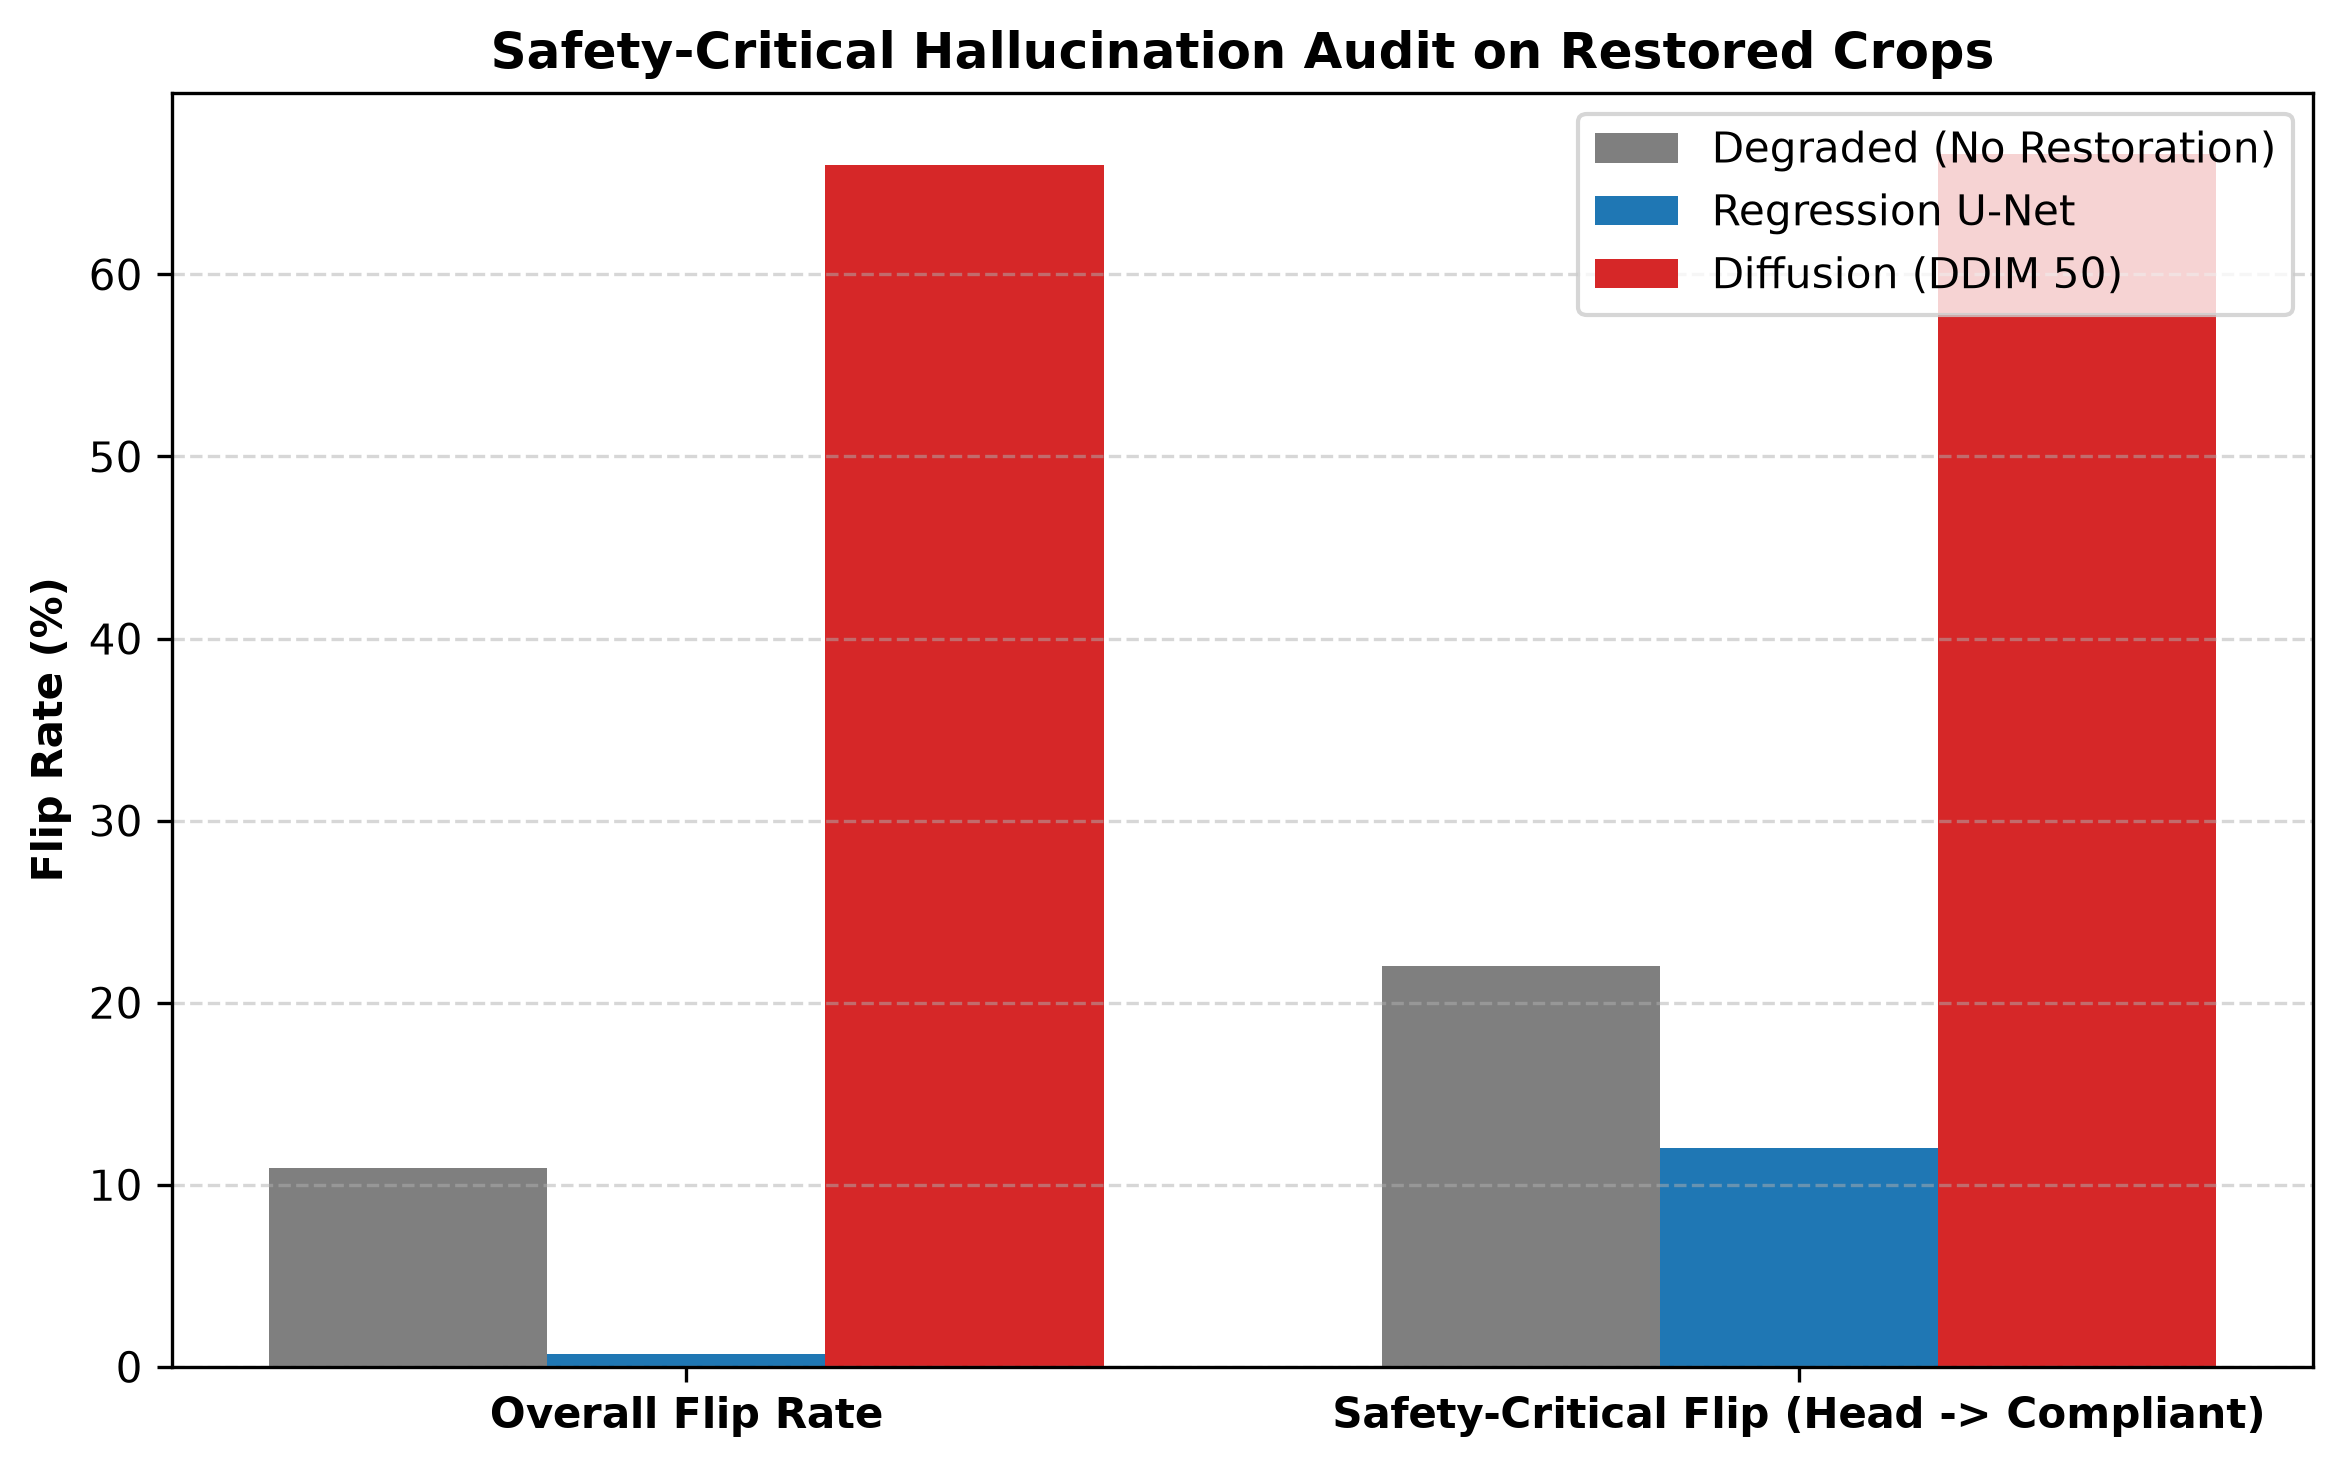 Safety-Critical Hallucination Audit on Restored Crops
Degraded (No Restoration)
Regression U-Net
Diffusion (DDIM 50)
Flip Rate (%)
60
50
40
30
20
10
0
Overall Flip Rate
Safety-Critical Flip (Head -> Compliant)